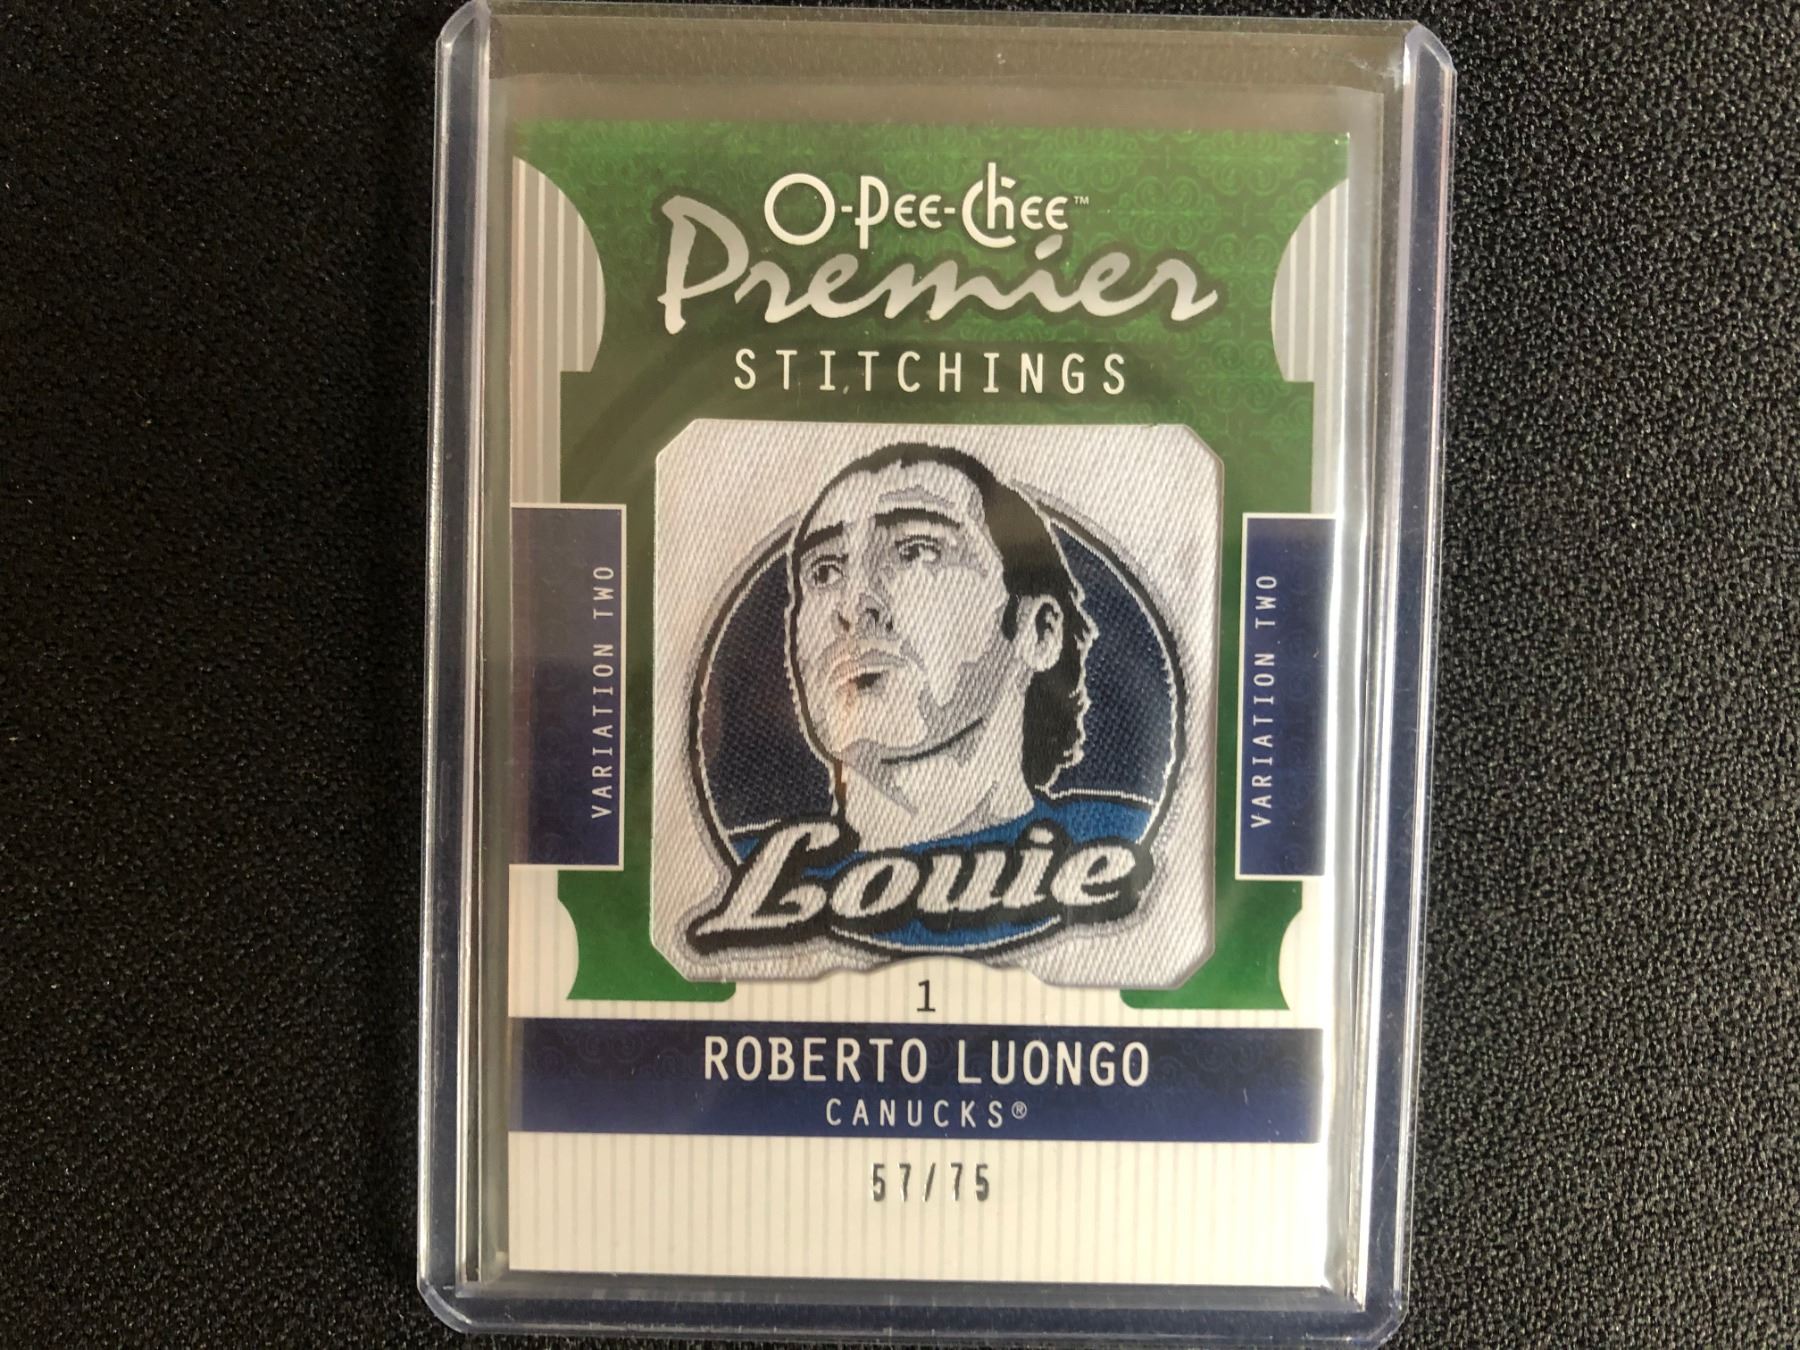 O-Pee-Chee™
Premier
STITCHINGS
VARIATION TWO
VARIATION TWO
Louie
1
ROBERTO LUONGO
CANUCKS®
57/75